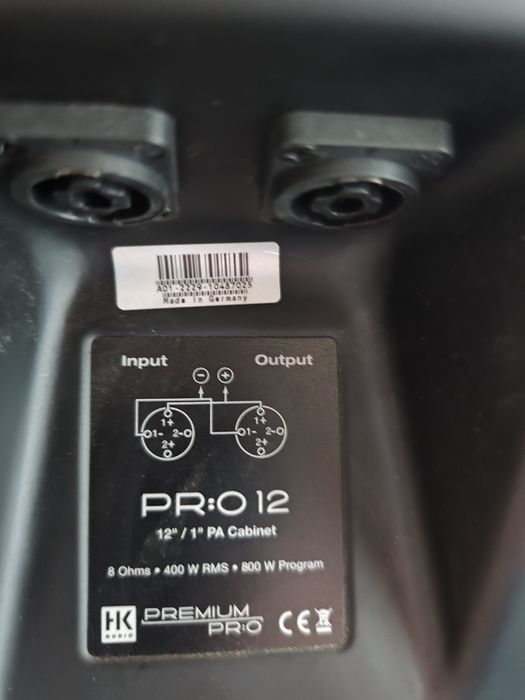 A01-2229-10487025
Made in Germany
Input Output
- +
1+ 1+
1- 2- 1- 2-
2+ 2+
PR:O 12
12" / 1" PA Cabinet
8 Ohms • 400 W RMS • 800 W Program
HK audio PREMIUM PR:O CE